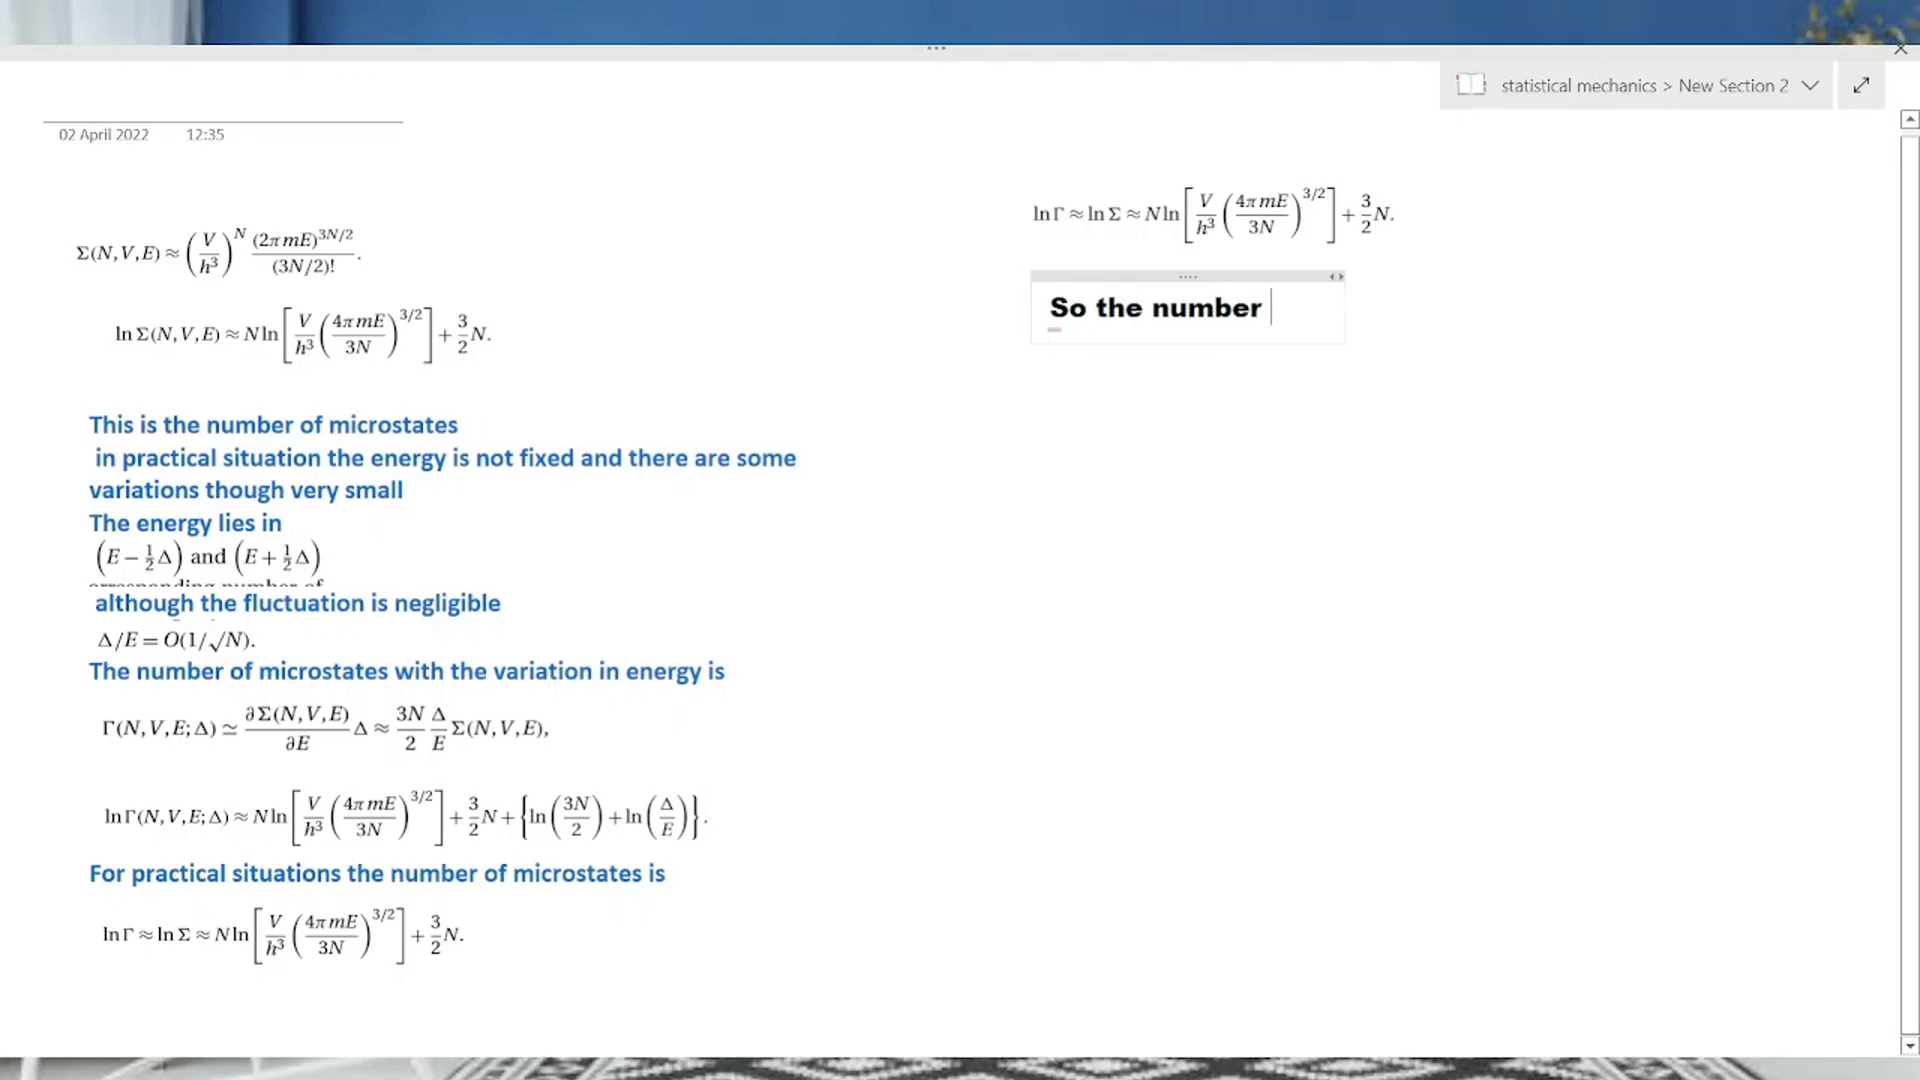 statistical mechanics > New Section 2
02 April 2022 12:35
Σ(N,V,E) ≈ (V/h³)^N (2πmE)^{3N/2}/(3N/2)!.
ln Σ(N,V,E) ≈ N ln[V/h³ (4πmE/3N)^{3/2}] + 3/2 N.
This is the number of microstates
in practical situation the energy is not fixed and there are some
variations though very small
The energy lies in
(E − ½Δ) and (E + ½Δ)
although the fluctuation is negligible
Δ/E = O(1/√N).
The number of microstates with the variation in energy is
Γ(N,V,E;Δ) ≃ ∂Σ(N,V,E)/∂E Δ ≈ 3N/2 Δ/E Σ(N,V,E),
ln Γ(N,V,E;Δ) ≈ N ln[V/h³ (4πmE/3N)^{3/2}] + 3/2 N + {ln(3N/2) + ln(Δ/E)}.
For practical situations the number of microstates is
ln Γ ≈ ln Σ ≈ N ln[V/h³ (4πmE/3N)^{3/2}] + 3/2 N.
ln Γ ≈ ln Σ ≈ N ln[V/h³ (4πmE/3N)^{3/2}] + 3/2 N.
So the number